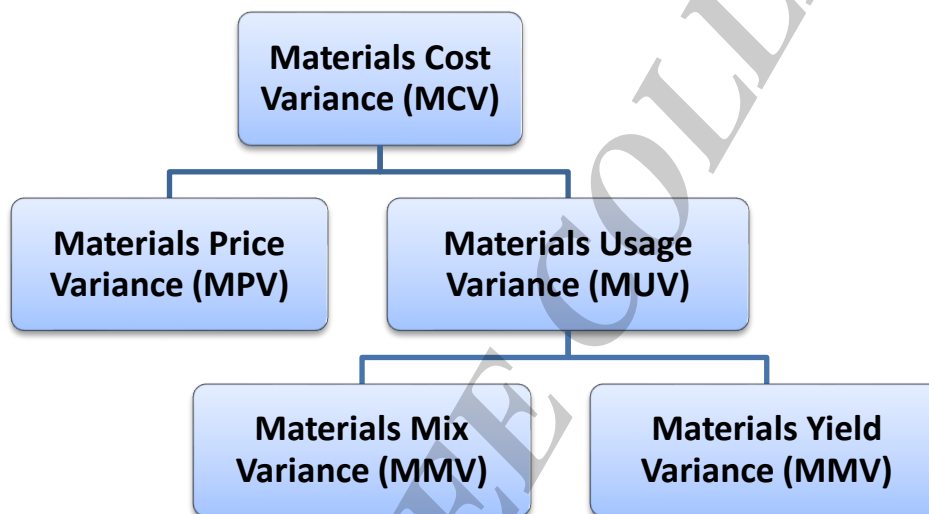 Materials Cost
Variance (MCV)
Materials Price
Variance (MPV)
Materials Usage
Variance (MUV)
Materials Mix
Variance (MMV)
Materials Yield
Variance (MMV)